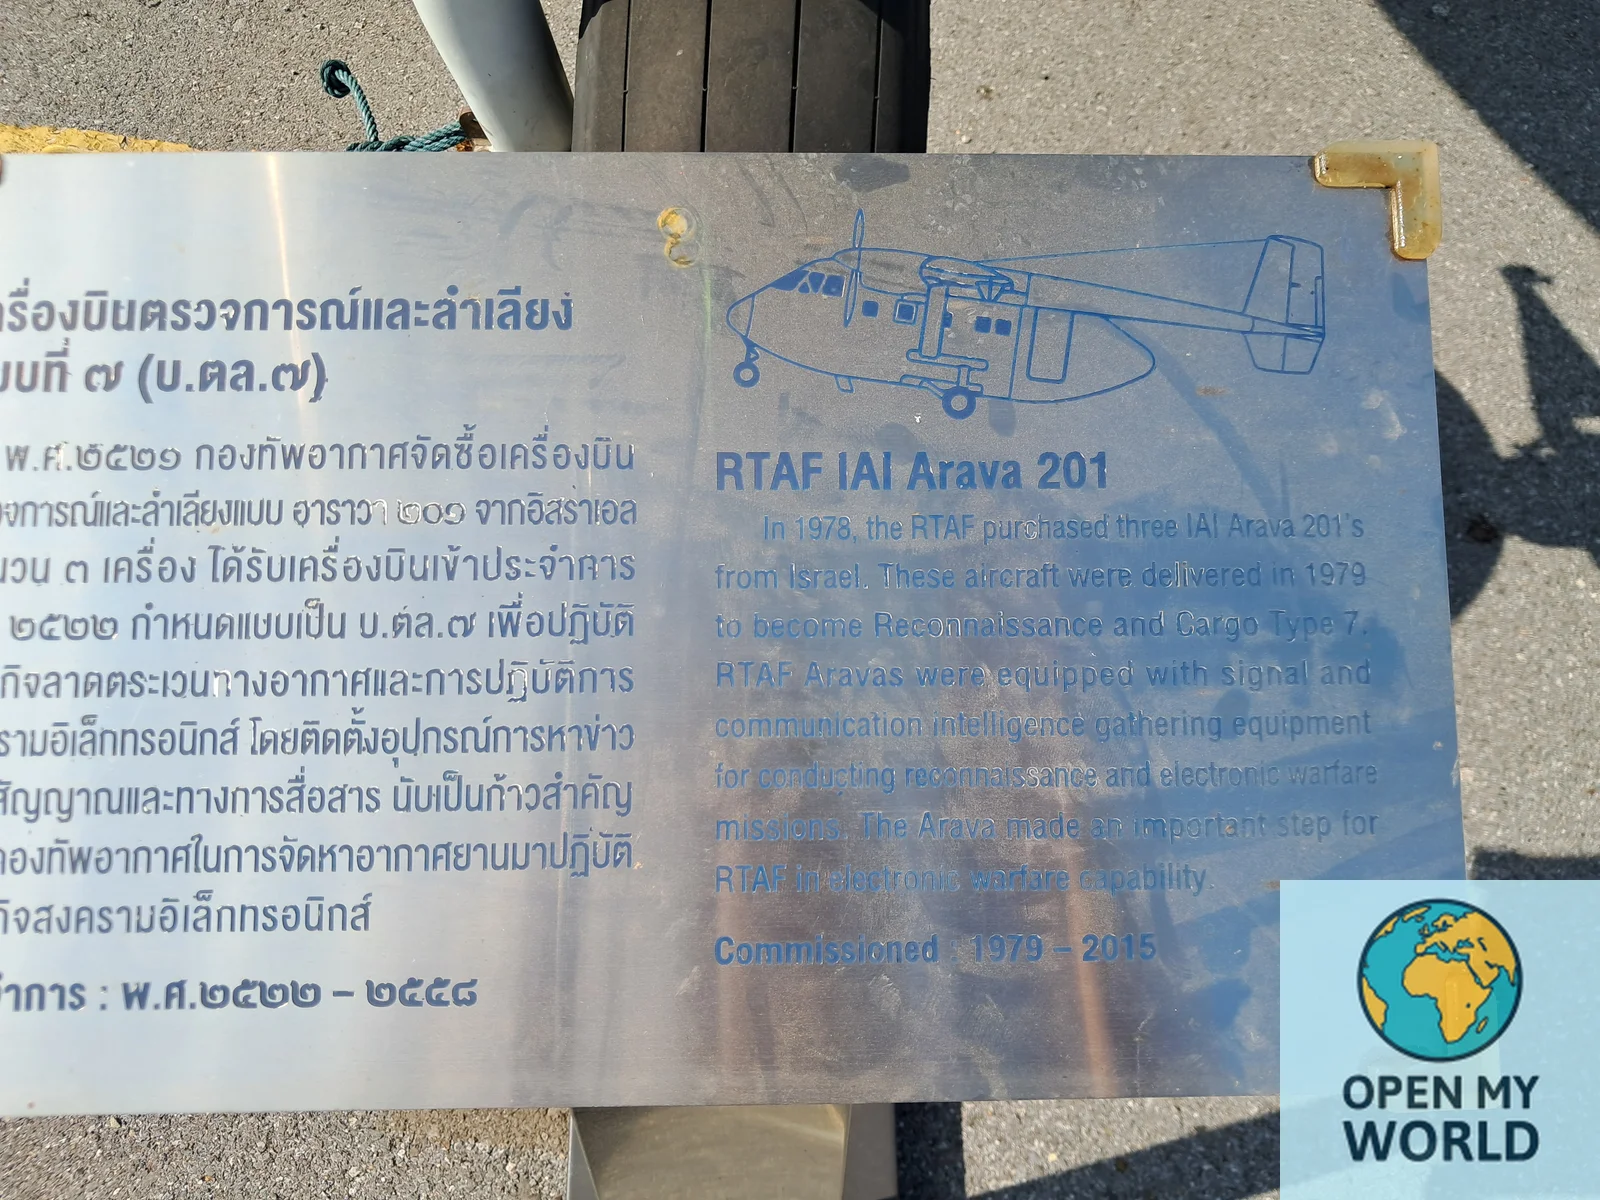 ครื่องบินตรวจการณ์และลำเลียง
แบบที่ ๗ (บ.ตล.๗)
พ.ศ.๒๕๒๑ กองทัพอากาศจัดซื้อเครื่องบิน
จการณ์และลำเลียงแบบ อาราวา ๒๐๑ จากอิสราเอล
นวน ๓ เครื่อง ได้รับเครื่องบินเข้าประจำการ
๒๕๒๒ กำหนดแบบเป็น บ.ตล.๗ เพื่อปฏิบัติ
กิจลาดตระเวนทางอากาศและการปฏิบัติการ
รามอิเล็กทรอนิกส์ โดยติดตั้งอุปกรณ์การหาข่าว
สัญญาณและทางการสื่อสาร นับเป็นก้าวสำคัญ
องทัพอากาศในการจัดหาอากาศยานมาปฏิบัติ
กิจสงครามอิเล็กทรอนิกส์
จำการ : พ.ศ.๒๕๒๒ – ๒๕๕๘
RTAF IAI Arava 201
In 1978, the RTAF purchased three IAI Arava 201's
from Israel. These aircraft were delivered in 1979
to become Reconnaissance and Cargo Type 7.
RTAF Aravas were equipped with signal and
communication intelligence gathering equipment
for conducting reconnaissance and electronic warfare
missions. The Arava made an important step for
RTAF in electronic warfare capability.
Commissioned : 1979 – 2015
OPEN MY
WORLD